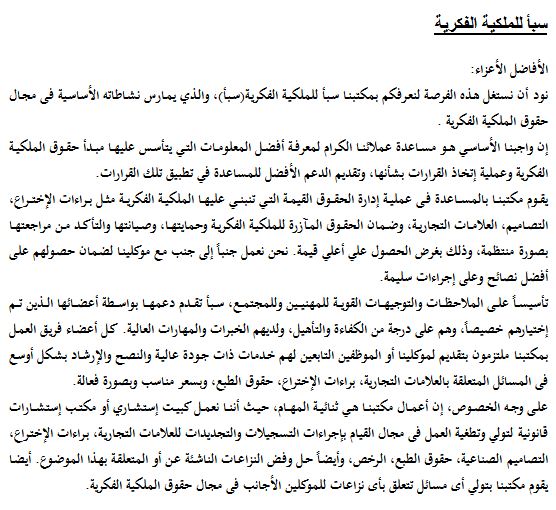 سبأ للملكية الفكرية
الأفاضل الأعزاء:
نود أن نستغل هذه الفرصة لنعرفكم بمكتبنا سبأ للملكية الفكرية(سبأ)، والذي يمارس نشاطاته الأساسية فى مجال
حقوق الملكية الفكرية .
إن واجبنا الأساسي هو مساعدة عملائنا الكرام لمعرفة أفضل المعلومات التي يتأسس عليها مبدأ حقوق الملكية
الفكرية وعملية إتخاذ القرارات بشأنها، وتقديم الدعم الأفضل للمساعدة في تطبيق تلك القرارات.
يقوم مكتبنا بالمساعدة فى عملية إدارة الحقوق القيمة التي تنبني عليها الملكية الفكرية مثل براءات الإختراع،
التصاميم، العلامات التجارية، وضمان الحقوق المآزرة للملكية الفكرية وحمايتها، وصيانتها والتأكد من مراجعتها
بصورة منتظمة، وذلك بغرض الحصول علي أعلي قيمة. نحن نعمل جنباً إلى جنب مع موكلينا لضمان حصولهم على
أفضل نصائح وعلى إجراءات سليمة.
تأسيساً على الملاحظات والتوجيهات القوية للمهنيين وللمجتمع، سبأ تقدم دعمها بواسطة أعضائها الذين تم
إختيارهم خصيصاً، وهم على درجة من الكفاءة والتأهيل، ولديهم الخبرات والمهارات العالية. كل أعضاء فريق العمل
بمكتبنا ملتزمون بتقديم لموكلينا أو الموظفين التابعين لهم خدمات ذات جودة عالية والنصح والإرشاد بشكل أوسع
فى المسائل المتعلقة بالعلامات التجارية، براءات الإختراع، حقوق الطبع، وبسعر مناسب وبصورة فعالة.
على وجه الخصوص، إن أعمال مكتبنا هي ثنائية المهام، حيث أننا نعمل كبيت إستشاري أو مكتب إستشارات
قانونية لتولي وتطغية العمل فى مجال القيام بإجراءات التسجيلات والتجديدات للعلامات التجارية، براءات الإختراع،
التصاميم الصناعية، حقوق الطبع، الرخص، وأيضاً حل وفض النزاعات الناشئة عن أو المتعلقة بهذا الموضوع. أيضا
يقوم مكتبنا بتولي أى مسائل تتعلق بأى نزاعات للموكلين الأجانب فى مجال حقوق الملكية الفكرية.